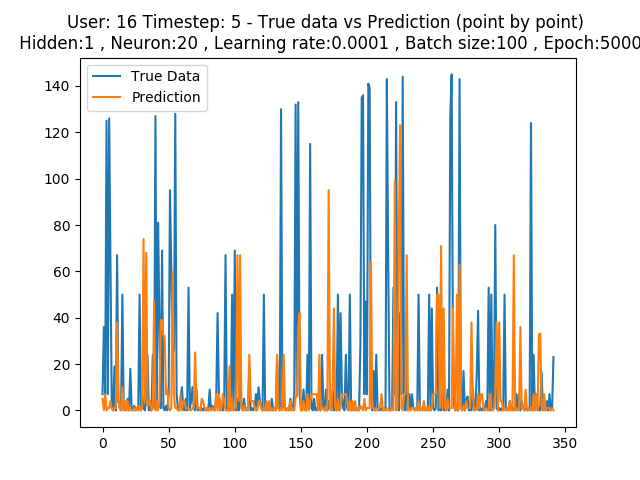 User: 16 Timestep: 5 - True data vs Prediction (point by point)
Hidden:1 , Neuron:20 , Learning rate:0.0001 , Batch size:100 , Epoch:5000
True Data
Prediction
140
120
100
80
60
40
20
0
0 50 100 150 200 250 300 350